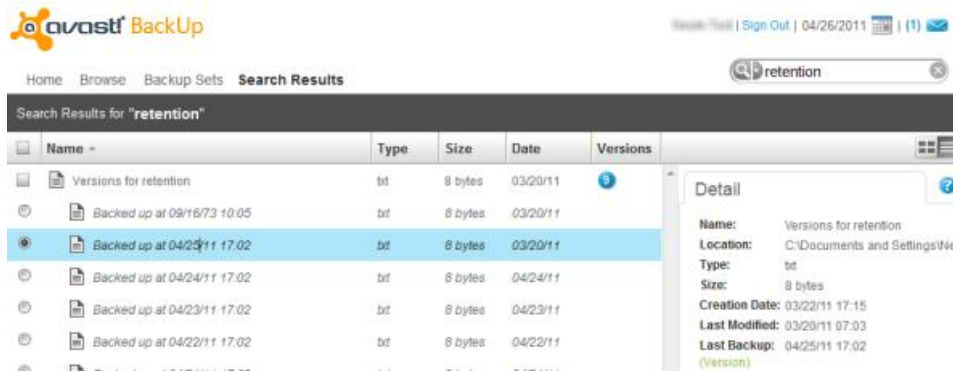 avast! BackUp
| Sign Out | 04/26/2011 | (1)
Home Browse Backup Sets Search Results
retention
Search Results for "retention"
Name Type Size Date Versions
Versions for retention txt 8 bytes 03/20/11 9
Backed up at 09/16/73 10:05 txt 8 bytes 03/20/11
Backed up at 04/25/11 17:02 txt 8 bytes 03/20/11
Backed up at 04/24/11 17:02 txt 8 bytes 04/24/11
Backed up at 04/23/11 17:02 txt 8 bytes 04/23/11
Backed up at 04/22/11 17:02 txt 8 bytes 04/22/11
Detail
?
Name: Versions for retention
Location: C:\Documents and Settings\Ne
Type: txt
Size: 8 bytes
Creation Date: 03/22/11 17:15
Last Modified: 03/20/11 07:03
Last Backup: 04/25/11 17:02
(Version)